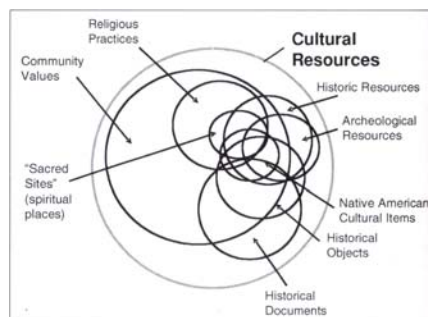 Religious
Practices
Cultural
Resources
Community
Values
Historic Resources
Archeological
Resources
"Sacred
Sites"
(spiritual
places)
Native American
Cultural Items
Historical
Objects
Historical
Documents